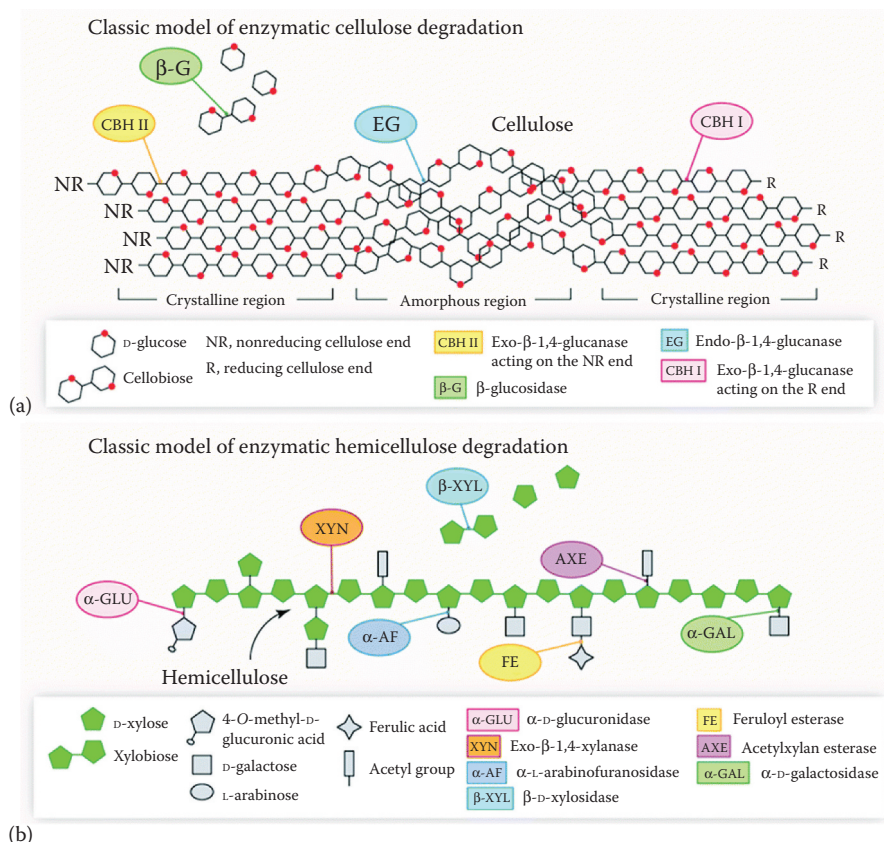 Classic model of enzymatic cellulose degradation
β-G
CBH II
EG
Cellulose
CBH I
NR
R
NR
R
NR
R
NR
R
Crystalline region
Amorphous region
Crystalline region
D-glucose
Cellobiose
NR, nonreducing cellulose end
R, reducing cellulose end
CBH II Exo-β-1,4-glucanase
acting on the NR end
β-G β-glucosidase
EG Endo-β-1,4-glucanase
CBH I Exo-β-1,4-glucanase
acting on the R end
(a)
Classic model of enzymatic hemicellulose degradation
β-XYL
XYN
AXE
α-GLU
α-AF
α-GAL
FE
Hemicellulose
D-xylose
Xylobiose
4-O-methyl-D-
glucuronic acid
D-galactose
L-arabinose
Ferulic acid
Acetyl group
α-GLU α-D-glucuronidase
XYN Exo-β-1,4-xylanase
α-AF α-L-arabinofuranosidase
β-XYL β-D-xylosidase
FE Feruloyl esterase
AXE Acetylxylan esterase
α-GAL α-D-galactosidase
(b)